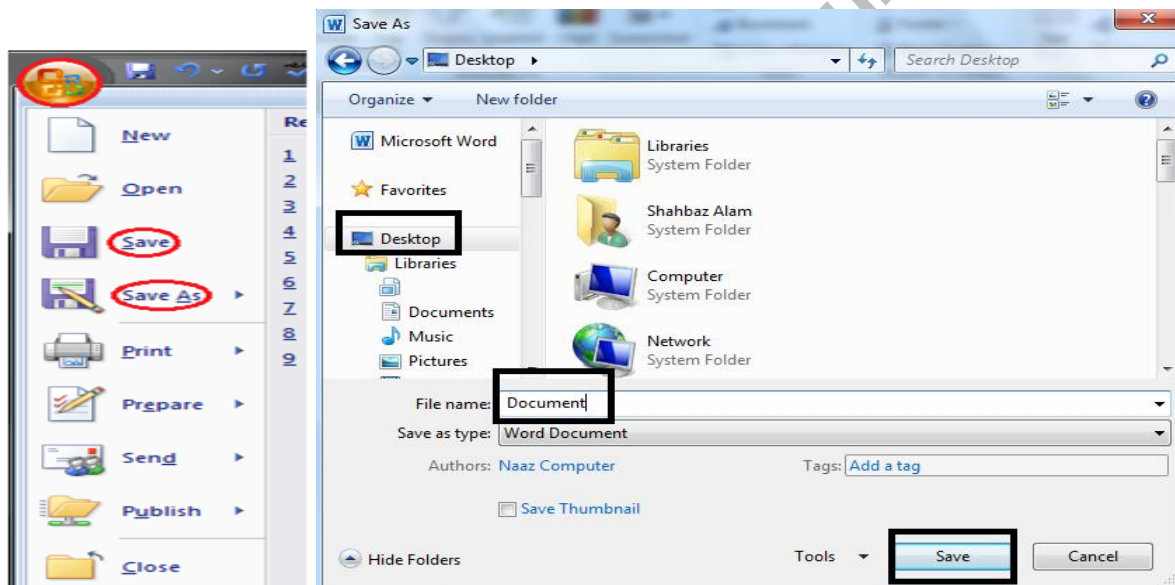 New
Open
Save
Save As
Print
Prepare
Send
Publish
Close
Re
1
2
3
4
5
6
7
8
9
Save As
Desktop
Search Desktop
Organize
New folder
Microsoft Word
Favorites
Desktop
Libraries
Documents
Music
Pictures
Libraries
System Folder
Shahbaz Alam
System Folder
Computer
System Folder
Network
System Folder
File name: Document
Save as type: Word Document
Authors: Naaz Computer Tags: Add a tag
Save Thumbnail
Hide Folders Tools Save Cancel